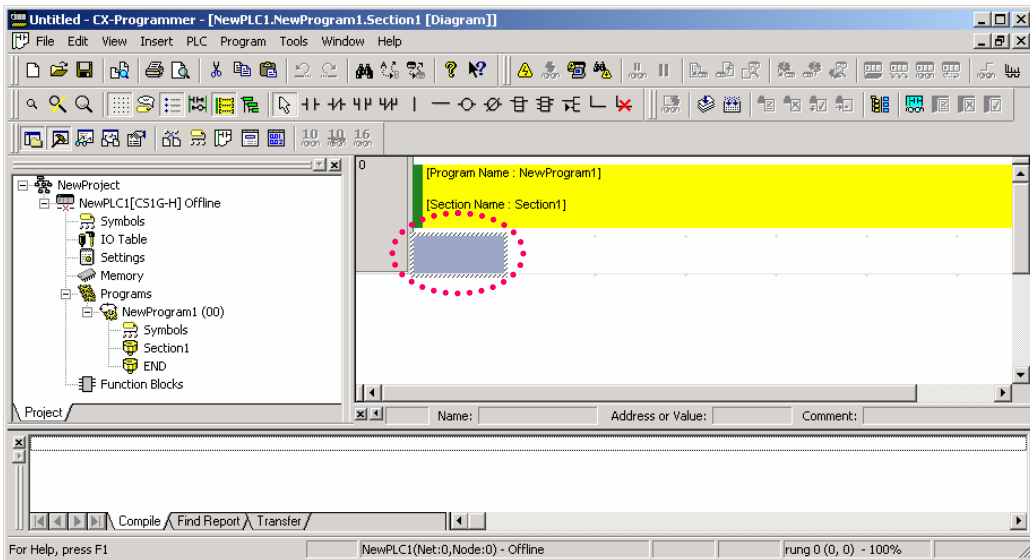 Untitled - CX-Programmer - [NewPLC1.NewProgram1.Section1 [Diagram]]
File Edit View Insert PLC Program Tools Window Help
10 10 16
NewProject
NewPLC1[CS1G-H] Offline
Symbols
IO Table
Settings
Memory
Programs
NewProgram1 (00)
Symbols
Section1
END
Function Blocks
Project
0
[Program Name : NewProgram1]
[Section Name : Section1]
Name: Address or Value: Comment:
Compile Find Report Transfer
For Help, press F1 NewPLC1(Net:0,Node:0) - Offline rung 0 (0, 0) - 100%